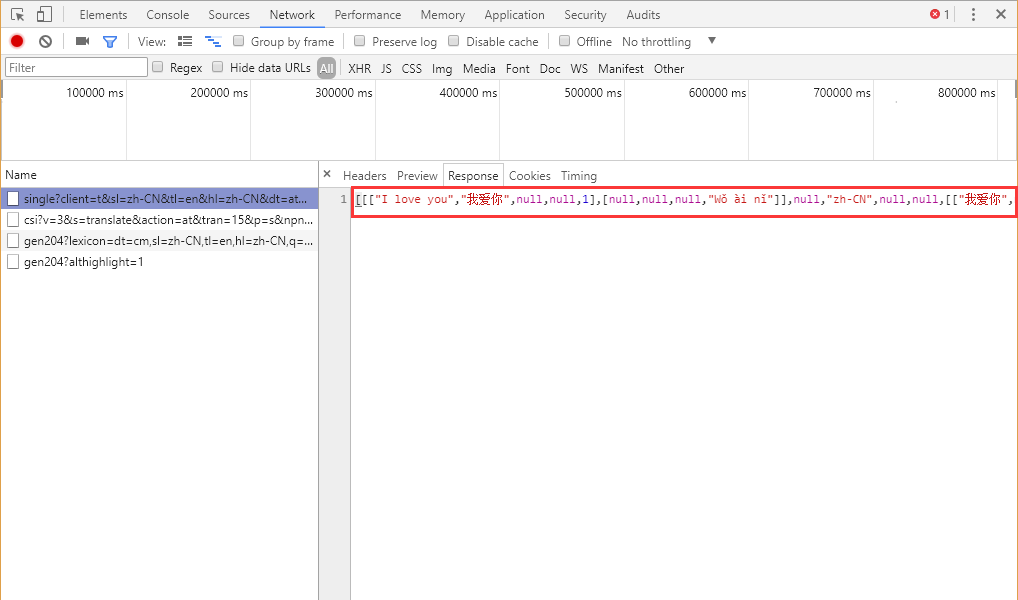 Elements Console Sources Network Performance Memory Application Security Audits 1
View: Group by frame Preserve log Disable cache Offline No throttling
Filter Regex Hide data URLs All XHR JS CSS Img Media Font Doc WS Manifest Other
100000 ms 200000 ms 300000 ms 400000 ms 500000 ms 600000 ms 700000 ms 800000 ms
Name × Headers Preview Response Cookies Timing
single?client=t&sl=zh-CN&tl=en&hl=zh-CN&dt=at...
1 [[["I love you","我爱你",null,null,1],[null,null,null,"Wǒ ài nǐ"]],null,"zh-CN",null,null,[["我爱你",
csi?v=3&s=translate&action=at&tran=15&p=s&npn...
gen204?lexicon=dt=cm,sl=zh-CN,tl=en,hl=zh-CN,q=...
gen204?althighlight=1